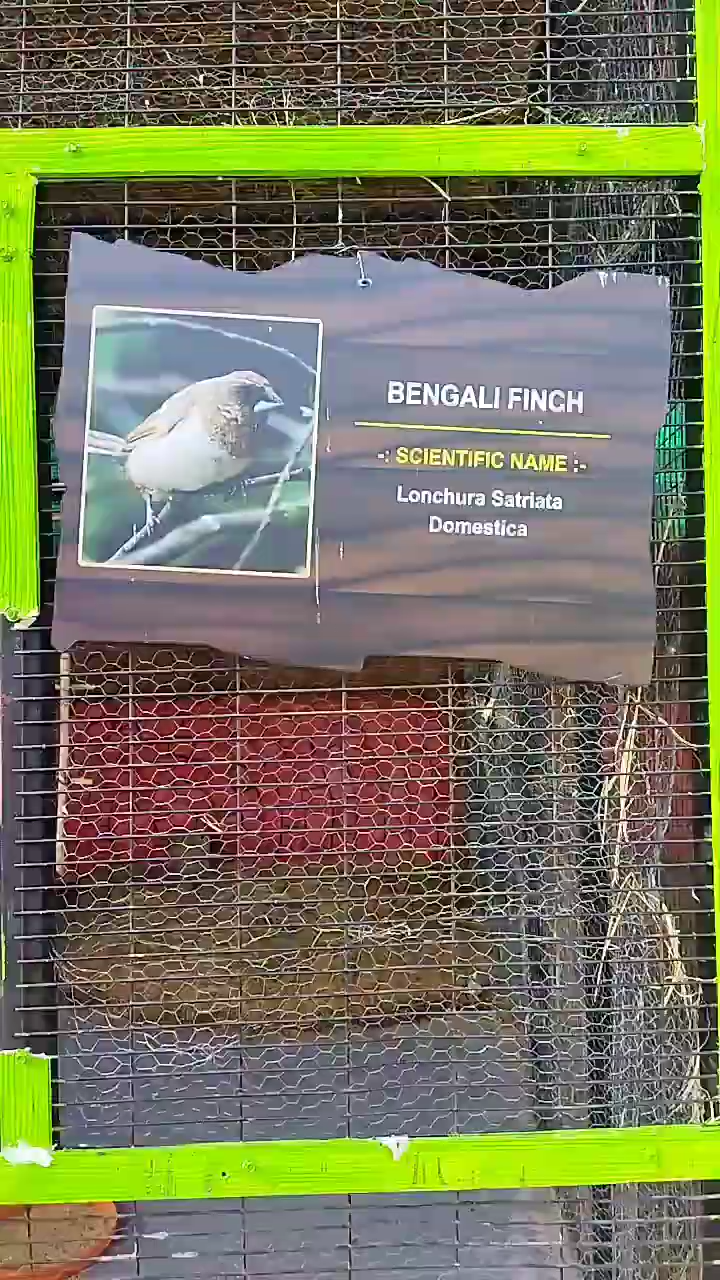 BENGALI FINCH
-: SCIENTIFIC NAME :-
Lonchura Satriata
Domestica